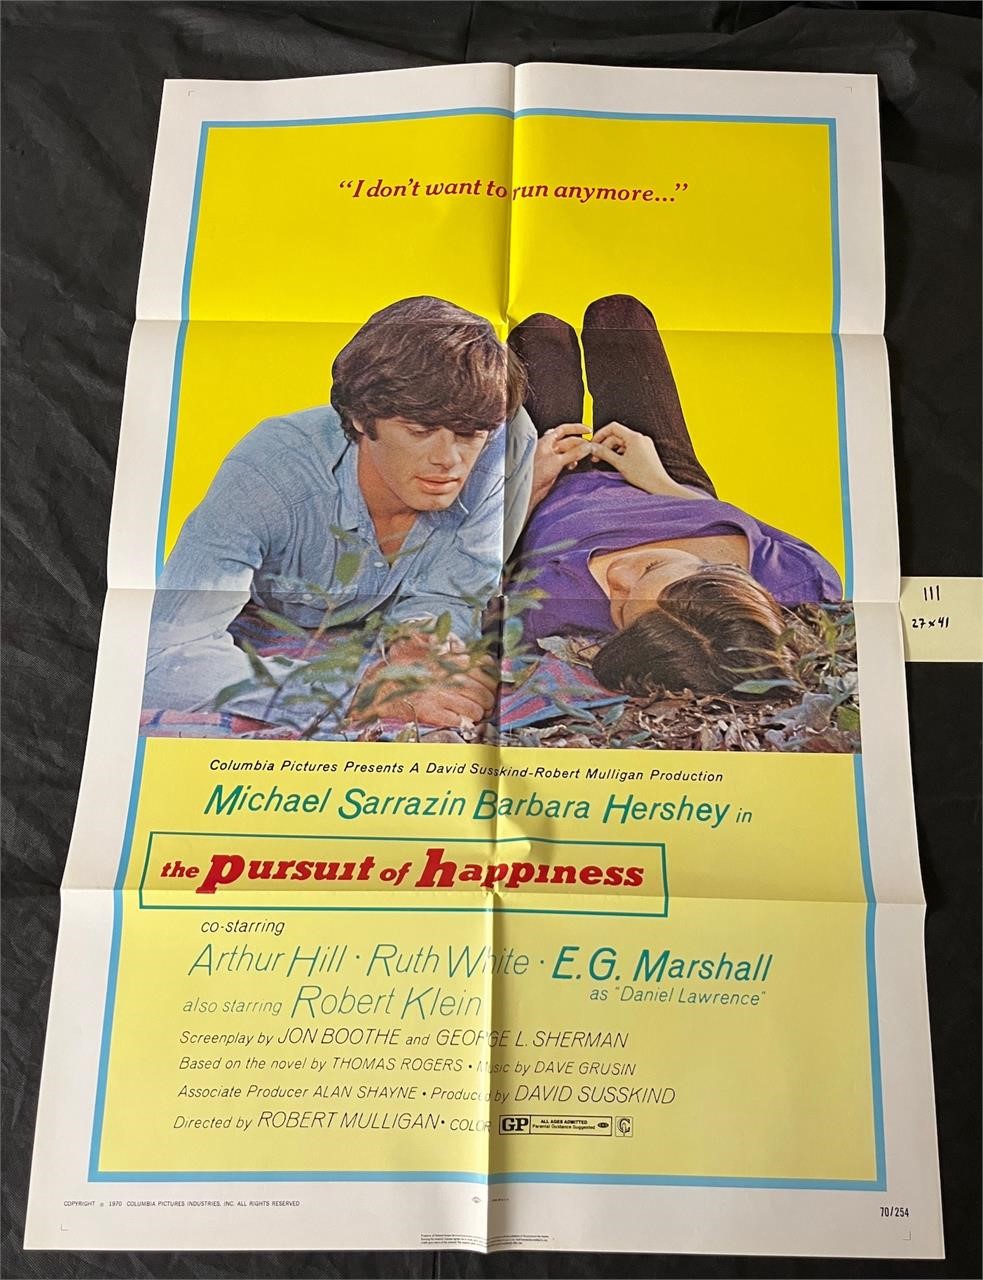 “I don't want to run anymore...”
111
27x41
Columbia Pictures Presents A David Susskind-Robert Mulligan Production
Michael Sarrazin Barbara Hershey in
the pursuit of happiness
co-starring
Arthur Hill · Ruth White · E.G. Marshall
as "Daniel Lawrence"
also starring Robert Klein
Screenplay by JON BOOTHE and GEORGE L. SHERMAN
Based on the novel by THOMAS ROGERS • Music by DAVE GRUSIN
Associate Producer ALAN SHAYNE • Produced by DAVID SUSSKIND
Directed by ROBERT MULLIGAN • COLOR GP ALL AGES ADMITTED
Parental Guidance Suggested
COPYRIGHT © 1970 COLUMBIA PICTURES INDUSTRIES, INC. ALL RIGHTS RESERVED
70/254